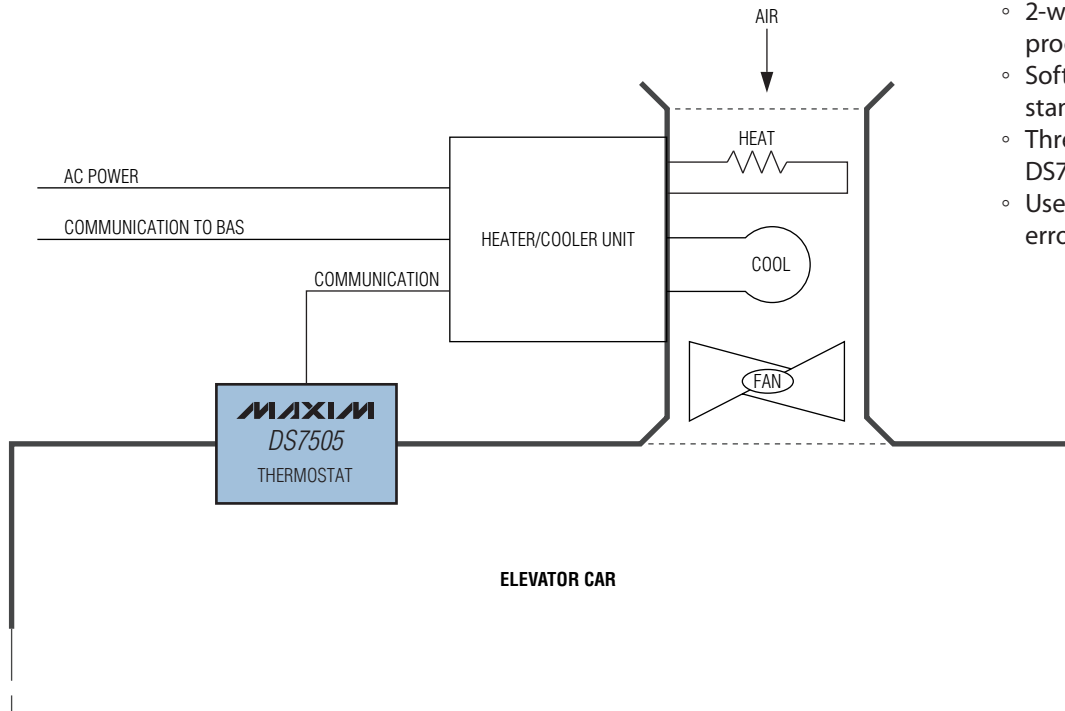 AIR
HEAT
AC POWER
COMMUNICATION TO BAS
HEATER/COOLER UNIT
COOL
COMMUNICATION
FAN
MAXIM
DS7505
THERMOSTAT
ELEVATOR CAR
◦ 2-w
◦ Soft
star
◦ Thre
DS7
◦ Use
erro